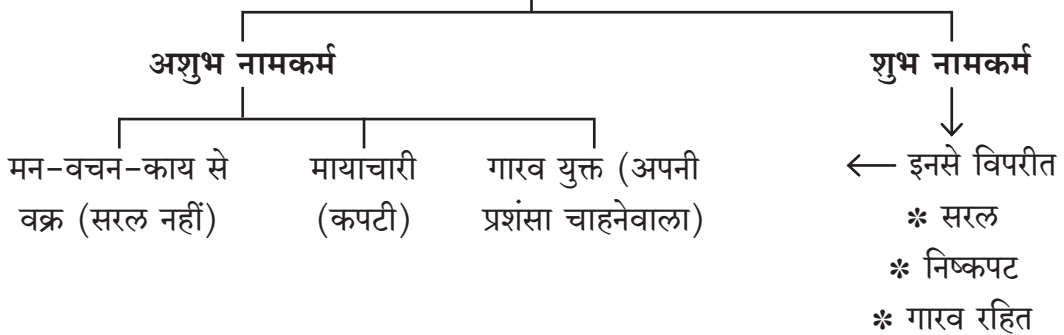 अशुभ नामकर्म
शुभ नामकर्म
मन-वचन-काय से
वक्र (सरल नहीं)
मायाचारी
(कपटी)
गारव युक्त (अपनी
प्रशंसा चाहनेवाला)
इनसे विपरीत
* सरल
* निष्कपट
* गारव रहित